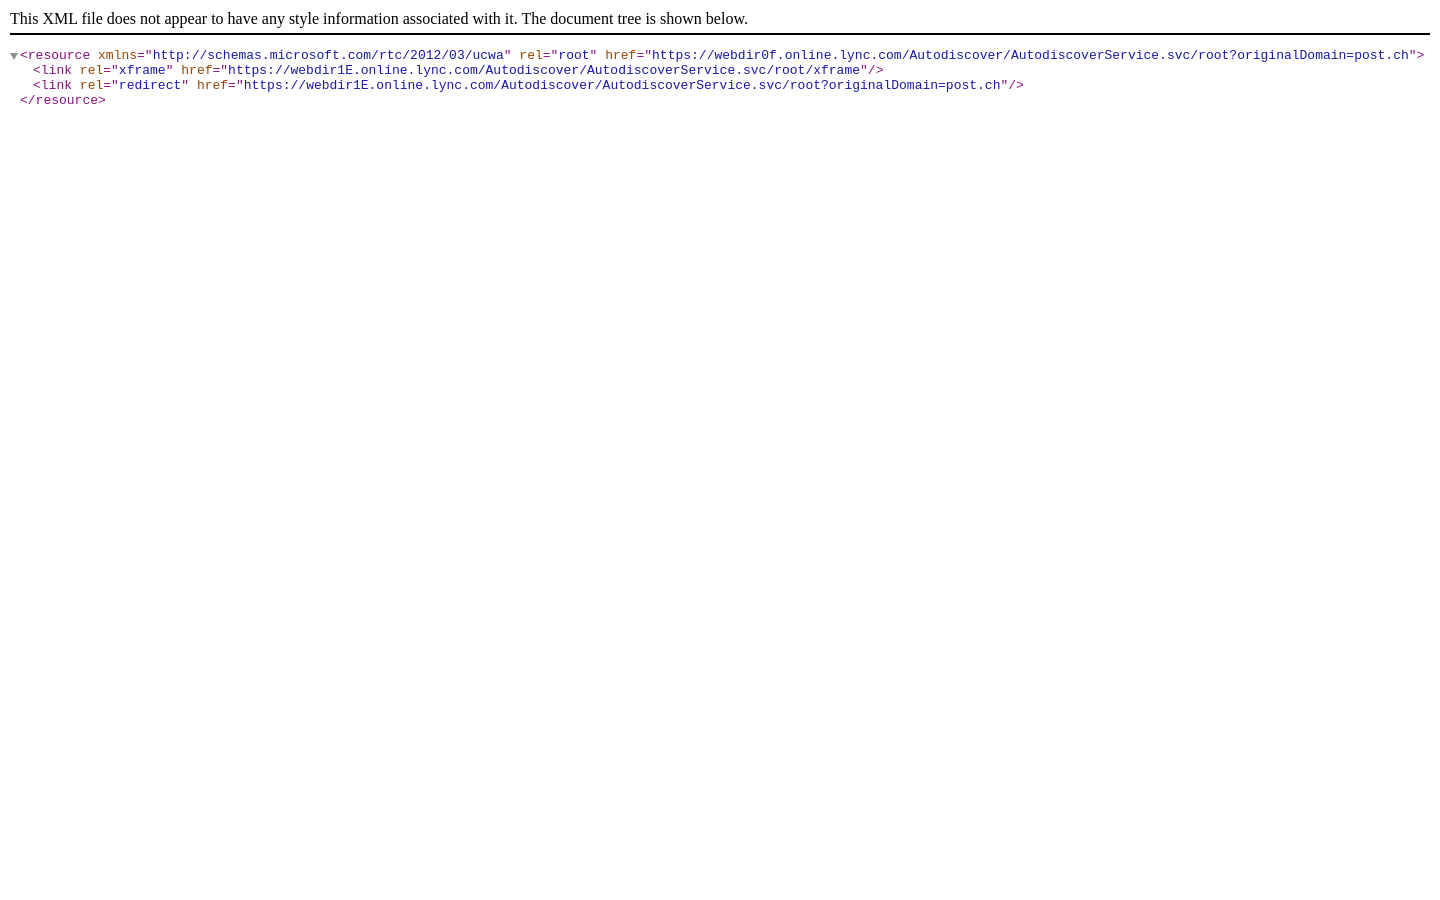 This XML file does not appear to have any style information associated with it. The document tree is shown below.
<resource xmlns="http://schemas.microsoft.com/rtc/2012/03/ucwa" rel="root" href="https://webdir0f.online.lync.com/Autodiscover/AutodiscoverService.svc/root?originalDomain=post.ch">
<link rel="xframe" href="https://webdir1E.online.lync.com/Autodiscover/AutodiscoverService.svc/root/xframe"/>
<link rel="redirect" href="https://webdir1E.online.lync.com/Autodiscover/AutodiscoverService.svc/root?originalDomain=post.ch"/>
</resource>